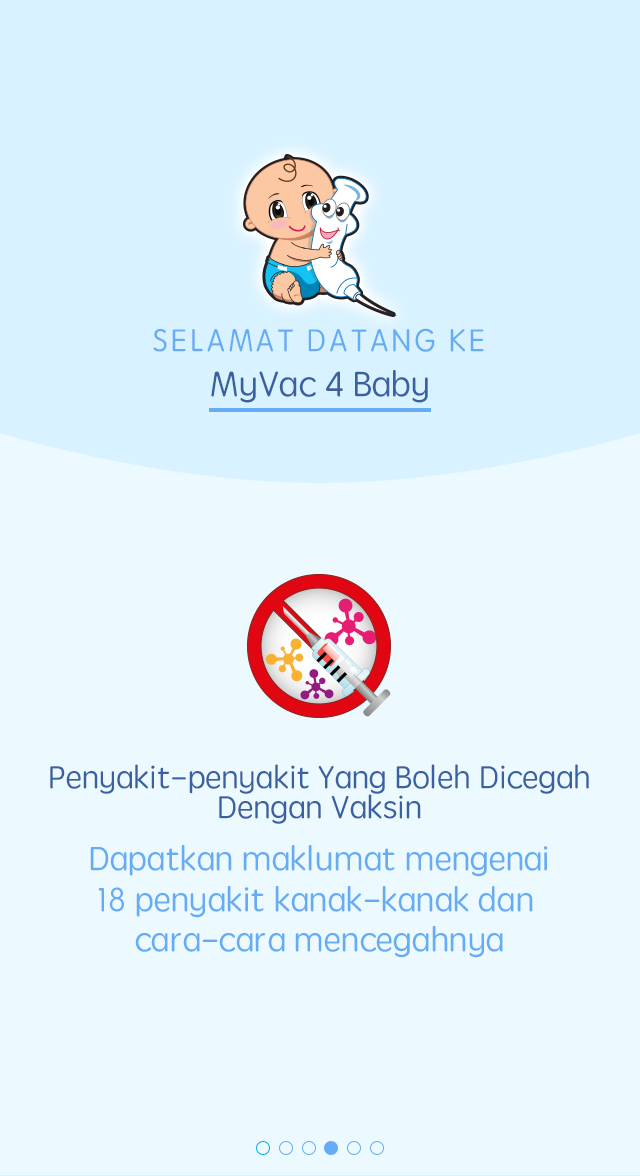 SELAMAT DATANG KE
MyVac 4 Baby
Penyakit-penyakit Yang Boleh Dicegah
Dengan Vaksin
Dapatkan maklumat mengenai
18 penyakit kanak-kanak dan
cara-cara mencegahnya